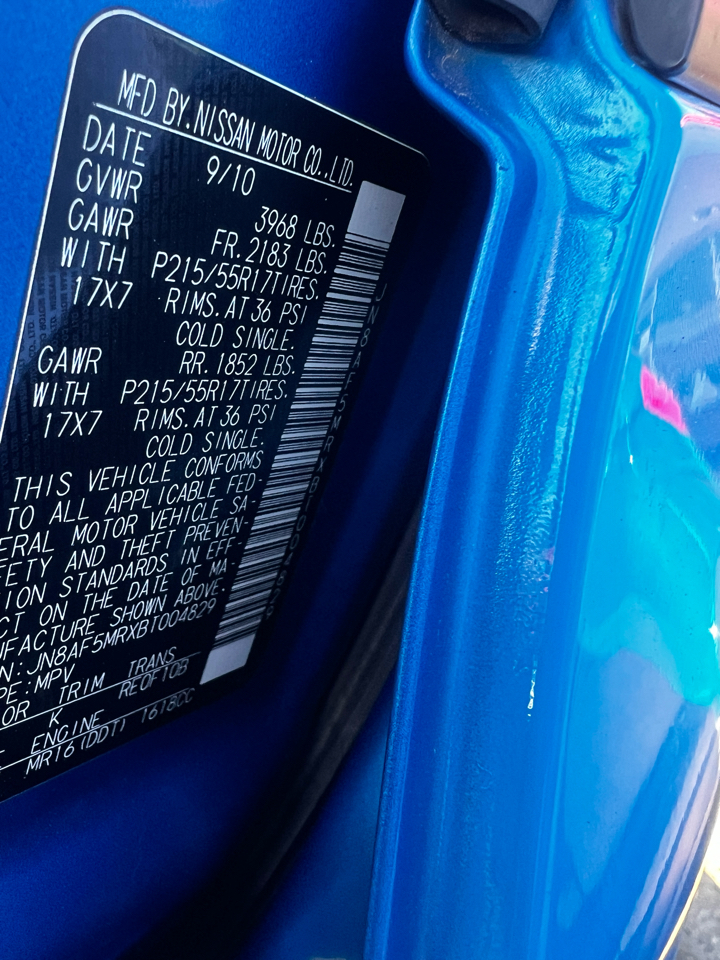 MFD BY. NISSAN MOTOR CO., LTD.
DATE 9/10
GVWR 3968 LBS.
GAWR FR. 2183 LBS.
WITH P215/55R17TIRES.
17X7 RIMS. AT 36 PSI
COLD SINGLE.
GAWR RR. 1852 LBS.
WITH P215/55R17TIRES.
17X7 RIMS. AT 36 PSI
COLD SINGLE.
THIS VEHICLE CONFORMS
TO ALL APPLICABLE FED-
ERAL MOTOR VEHICLE SA-
FETY AND THEFT PREVEN-
ION STANDARDS IN EFF-
CT ON THE DATE OF MA-
UFACTURE SHOWN ABOVE.
N: JN8AF5MRXBT004829
PE: MPV
OR TRIM TRANS
K RE0F10B
ENGINE
MR16 (DDT) 1618CC